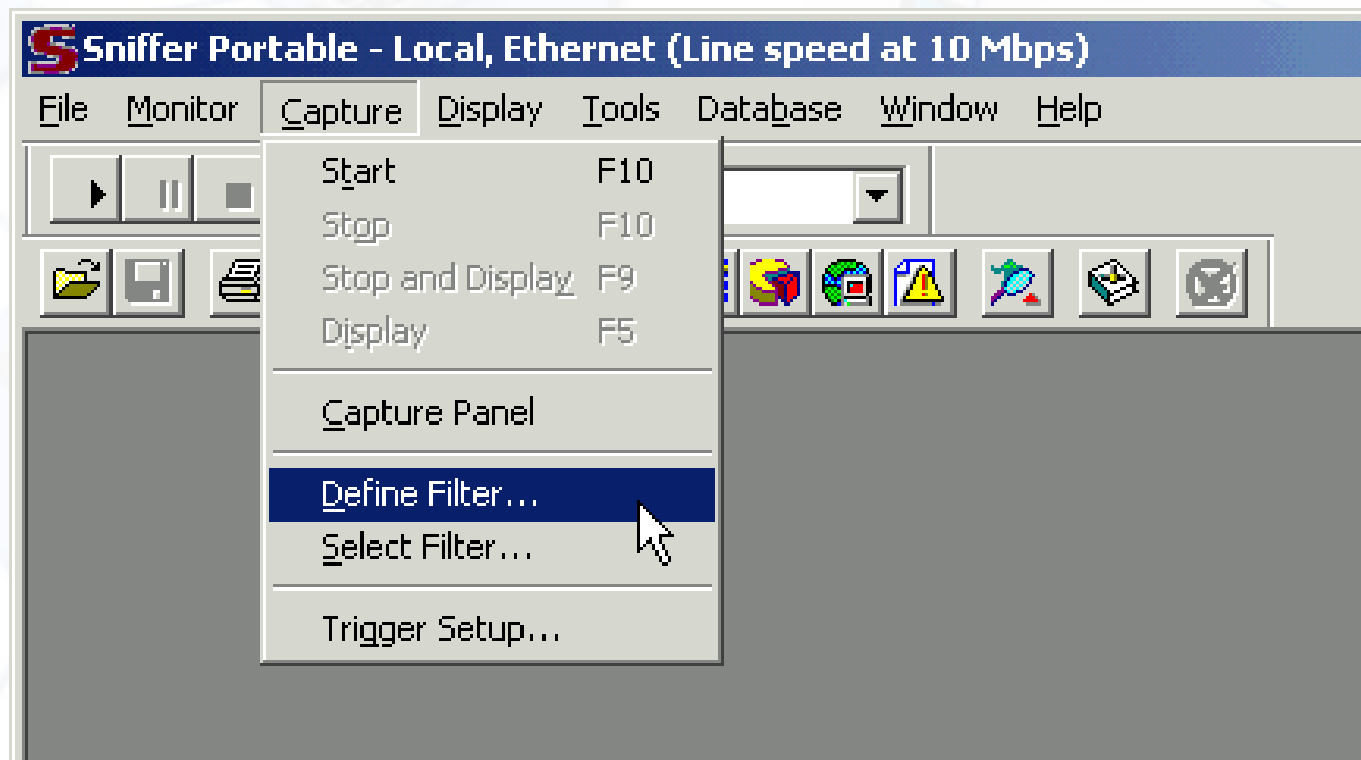 Sniffer Portable - Local, Ethernet (Line speed at 10 Mbps)
File Monitor Capture Display Tools Database Window Help
Start F10
Stop F10
Stop and Display F9
Display F5
Capture Panel
Define Filter...
Select Filter...
Trigger Setup...